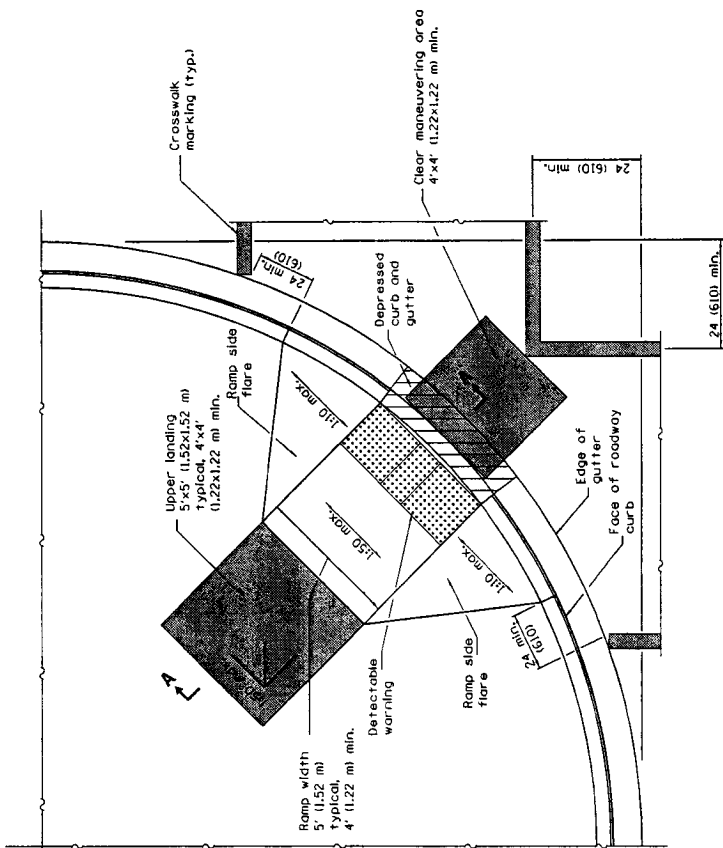 Crosswalk
marking (typ.)
Clear maneuvering area
4'x4' (1.22x1.22 m) min.
24 (610) min.
24 (610) min.
24 min.
(610)
Depressed
curb and
gutter
Ramp side
flare
1:10 max.
Upper landing
5'x5' (1.52x1.52 m)
typical, 4'x4'
(1.22x1.22 m) min.
1:50 max.
A
A
Edge of
gutter
Face of roadway
curb
1:10 max.
24 min.
(610)
Ramp side
flare
Detectable
warning
Ramp width
5' (1.52 m)
typical,
4' (1.22 m) min.